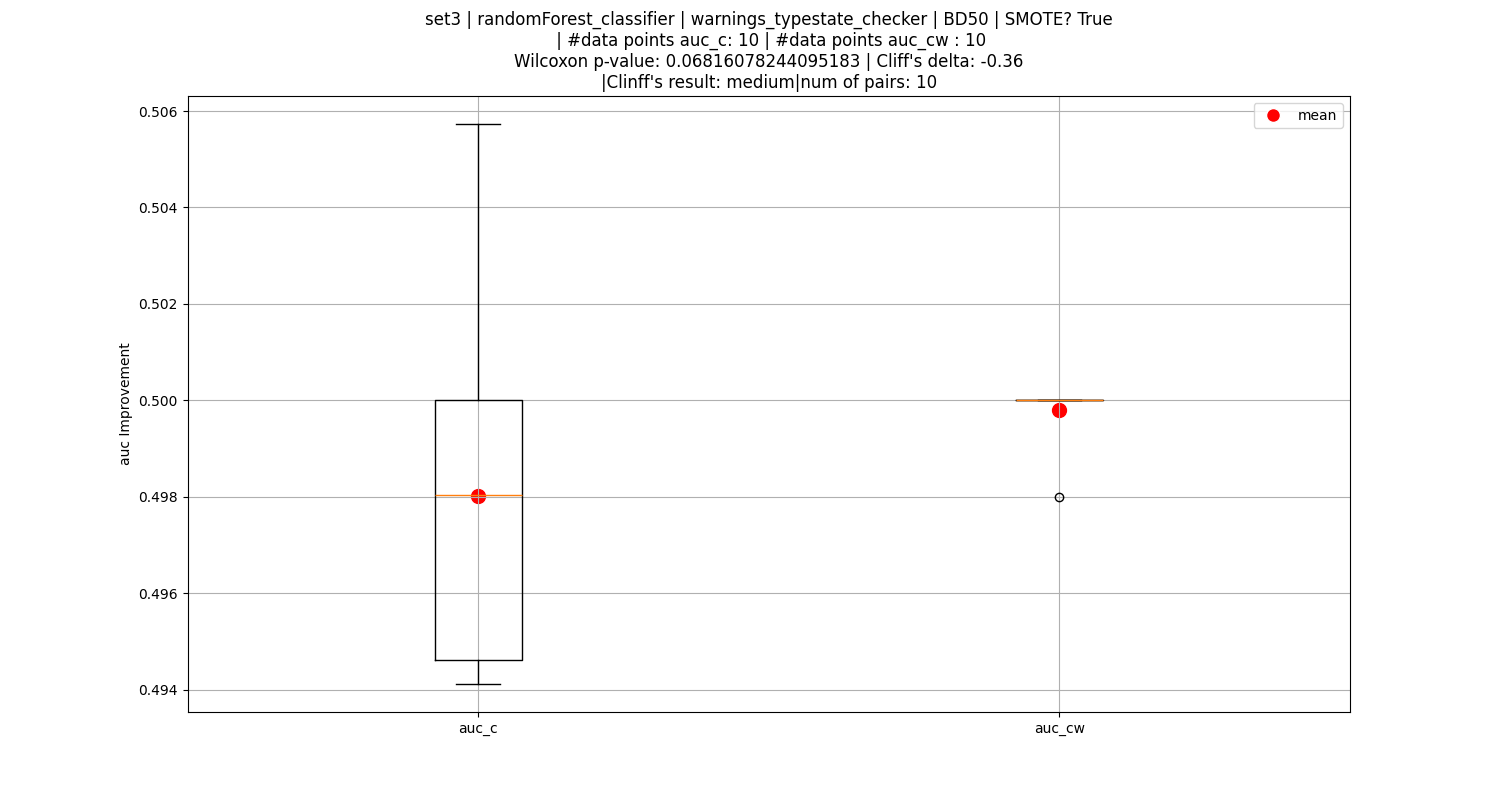 set3 | randomForest_classifier | warnings_typestate_checker | BD50 | SMOTE? True
| #data points auc_c: 10 | #data points auc_cw : 10
Wilcoxon p-value: 0.06816078244095183 | Cliff's delta: -0.36
|Clinff's result: medium|num of pairs: 10
mean
0.506
0.504
0.502
0.500
0.498
0.496
0.494
auc Improvement
auc_c
auc_cw